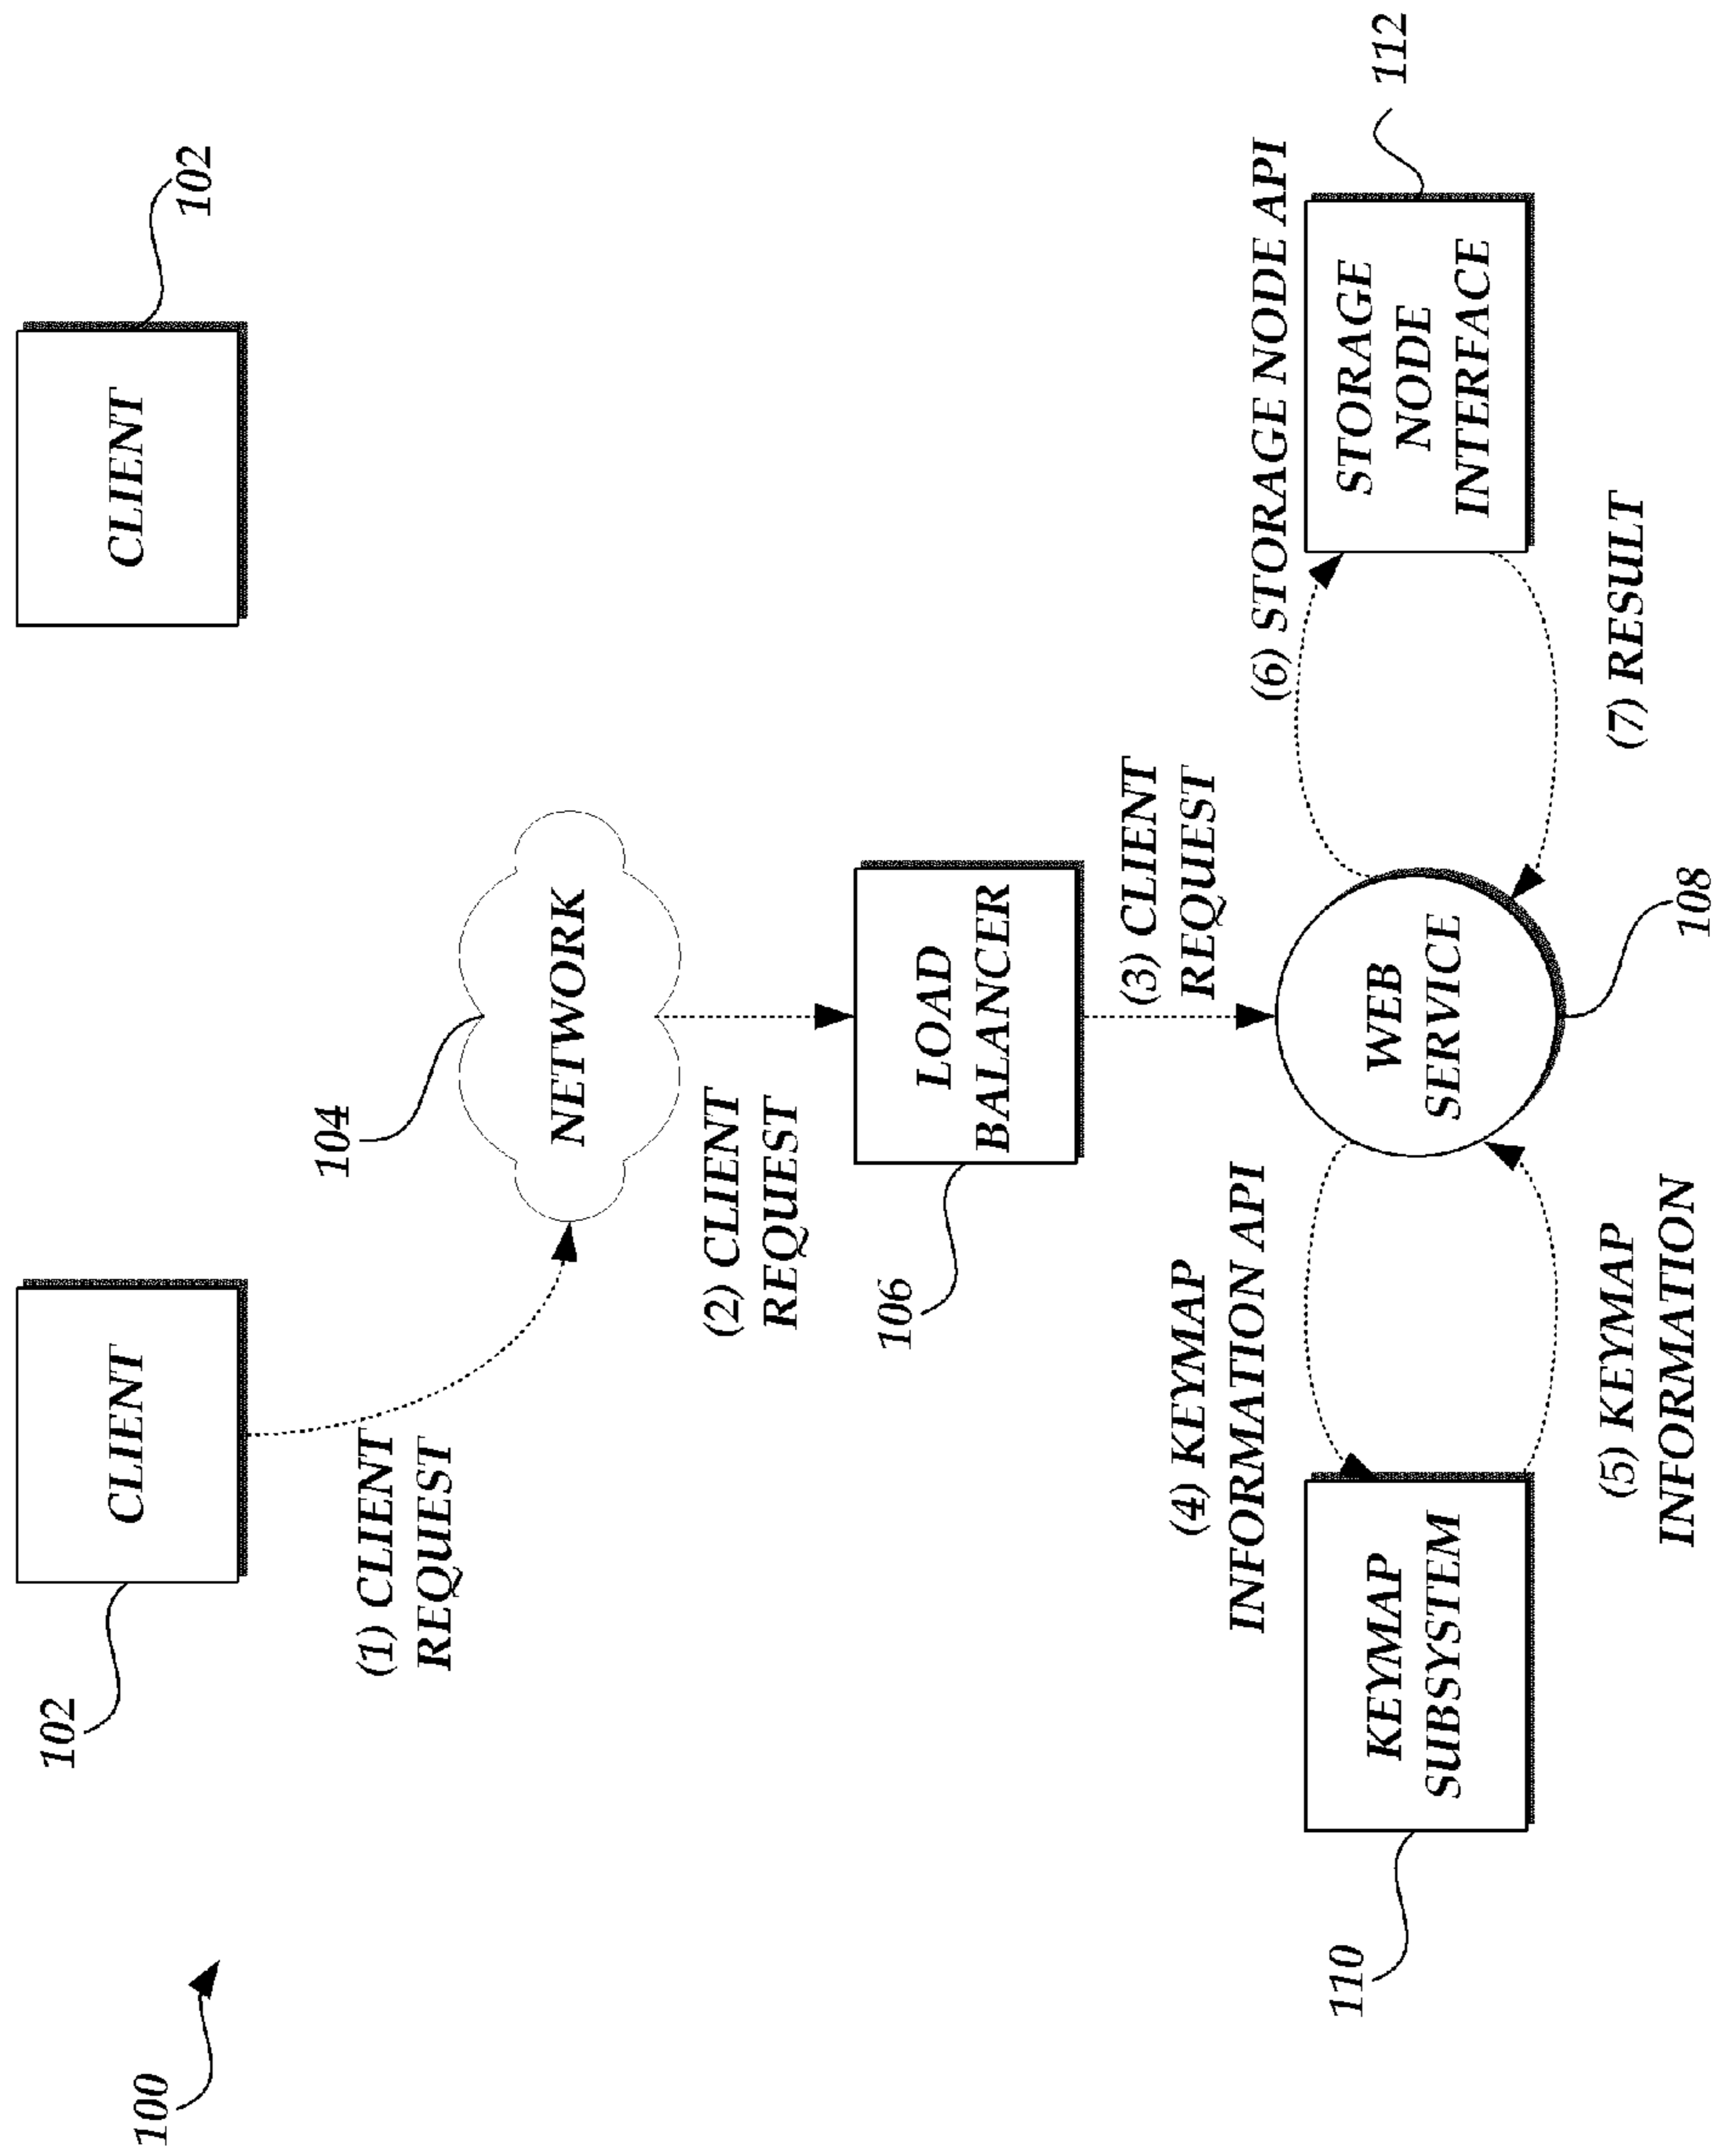 100
102
CLIENT
CLIENT
102
(1) CLIENT
REQUEST
104
NETWORK
(2) CLIENT
REQUEST
106
LOAD
BALANCER
(3) CLIENT
REQUEST
(4) KEYMAP
INFORMATION API
(6) STORAGE NODE API
110
KEYMAP
SUBSYSTEM
WEB
SERVICE
STORAGE
NODE
INTERFACE
112
(5) KEYMAP
INFORMATION
108
(7) RESULT